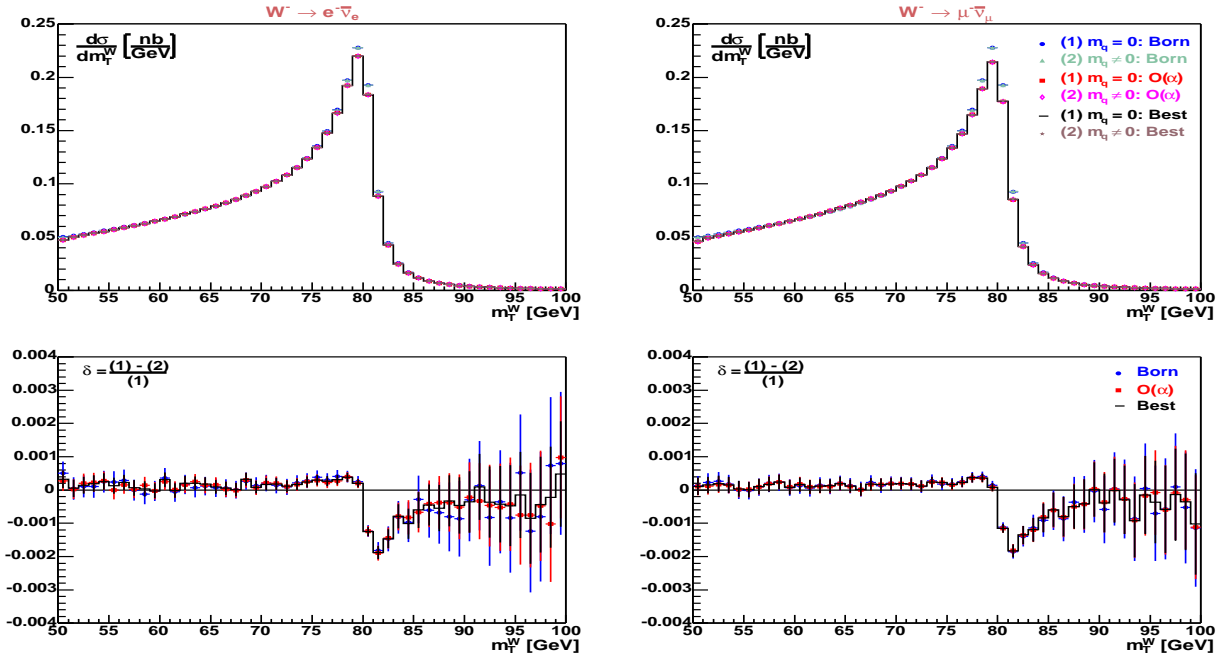 W⁻ → e⁻ν̅ₑ
dσ/dm_T^W [nb/GeV]
0.25
0.2
0.15
0.1
0.05
0
50 55 60 65 70 75 80 85 90 95 100
m_T^W [GeV]
W⁻ → μ⁻ν̅_μ
dσ/dm_T^W [nb/GeV]
(1) m_q = 0: Born
(2) m_q ≠ 0: Born
(1) m_q = 0: O(α)
(2) m_q ≠ 0: O(α)
(1) m_q = 0: Best
(2) m_q ≠ 0: Best
0.25
0.2
0.15
0.1
0.05
0
50 55 60 65 70 75 80 85 90 95 100
m_T^W [GeV]
δ = (1) - (2)/(1)
0.004
0.003
0.002
0.001
0
-0.001
-0.002
-0.003
-0.004
50 55 60 65 70 75 80 85 90 95 100
m_T^W [GeV]
δ = (1) - (2)/(1)
Born
O(α)
Best
0.004
0.003
0.002
0.001
0
-0.001
-0.002
-0.003
-0.004
50 55 60 65 70 75 80 85 90 95 100
m_T^W [GeV]